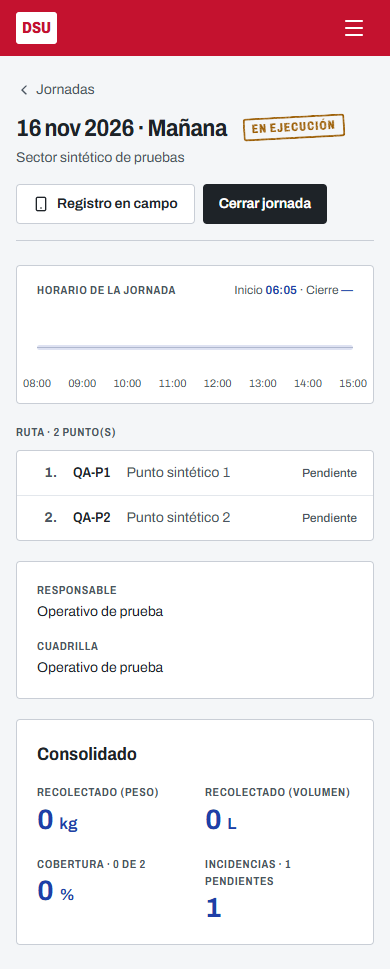 DSU
Jornadas
16 nov 2026 · Mañana
EN EJECUCIÓN
Sector sintético de pruebas
Registro en campo
Cerrar jornada
HORARIO DE LA JORNADA
Inicio 06:05 · Cierre —
08:00 09:00 10:00 11:00 12:00 13:00 14:00 15:00
RUTA · 2 PUNTO(S)
1. QA-P1 Punto sintético 1 Pendiente
2. QA-P2 Punto sintético 2 Pendiente
RESPONSABLE
Operativo de prueba
CUADRILLA
Operativo de prueba
Consolidado
RECOLECTADO (PESO)
0 kg
RECOLECTADO (VOLUMEN)
0 L
COBERTURA · 0 DE 2
0 %
INCIDENCIAS · 1
PENDIENTES
1